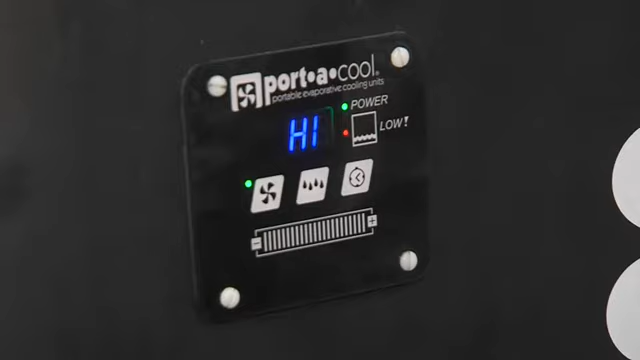 port•a•cool®
portable evaporative cooling units
POWER
HI
LOW!
- +